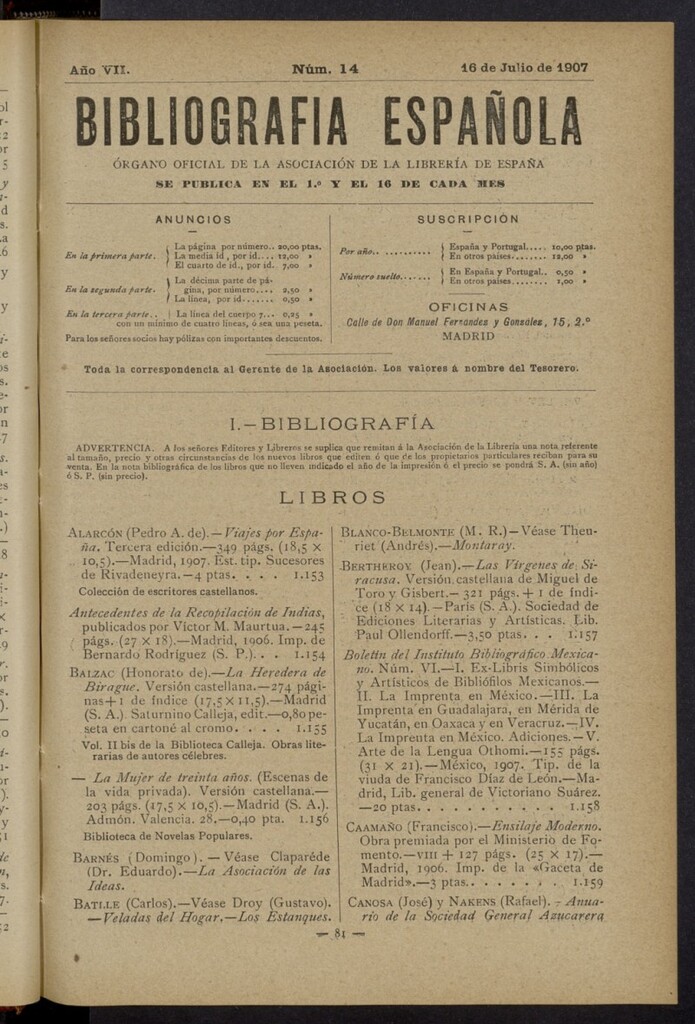 Año VII.
Núm. 14
16 de Julio de 1907
BIBLIOGRAFIA ESPAÑOLA
ÓRGANO OFICIAL DE LA ASOCIACIÓN DE LA LIBRERÍA DE ESPAÑA
SE PUBLICA EN EL 1.º Y EL 16 DE CADA MES
ANUNCIOS
En la primera parte.
La página por número.. 20,00 ptas.
La media id , por id.... 12,00 »
El cuarto de id., por id. 7,00 »
En la segunda parte.
La décima parte de pá-
gina, por número.... 2,50 »
La línea, por id...... 0,50 »
En la tercera parte.. La línea del cuerpo 7... 0,25 »
con un mínimo de cuatro líneas, ó sea una peseta.
Para los señores socios hay pólizas con importantes descuentos.
SUSCRIPCIÓN
Por año...........
España y Portugal..... 10,00 ptas.
En otros países........ 12,00 »
Número suelto......
En España y Portugal.. 0,50 »
En otros países........ 1,00 »
OFICINAS
Calle de Don Manuel Fernández y González, 15, 2.º
MADRID
Toda la correspondencia al Gerente de la Asociación. Los valores á nombre del Tesorero.
I.—BIBLIOGRAFÍA
ADVERTENCIA. A los señores Editores y Libreros se suplica que remitan á la Asociación de la Librería una nota referente
al tamaño, precio y otras circunstancias de los nuevos libros que editen ó que de los propietarios particulares reciban para su
venta. En la nota bibliográfica de los libros que no lleven indicado el año de la impresión ó el precio se pondrá S. A. (sin año)
ó S. P. (sin precio).
LIBROS
ALARCÓN (Pedro A. de).—Viajes por Espa-
ña. Tercera edición.—349 págs. (18,5 ×
10,5).—Madrid, 1907. Est. tip. Sucesores
de Rivadeneyra.—4 ptas. . . . 1.153
Colección de escritores castellanos.
Antecedentes de la Recopilación de Indias,
publicados por Víctor M. Maurtua.—245
págs. (27 × 18).—Madrid, 1906. Imp. de
Bernardo Rodríguez (S. P.). . . 1.154
BALZAC (Honorato de).—La Heredera de
Birague. Versión castellana.—274 pági-
nas+1 de índice (17,5×11,5).—Madrid
(S. A.). Saturnino Calleja, edit.—0,80 pe-
seta en cartoné al cromo. . . . 1.155
Vol. II bis de la Biblioteca Calleja. Obras lite-
rarias de autores célebres.
— La Mujer de treinta años. (Escenas de
la vida privada). Versión castellana.—
203 págs. (17,5 × 10,5).—Madrid (S. A.).
Admón. Valencia. 28.—0,40 pta. 1.156
Biblioteca de Novelas Populares.
BARNÉS (Domingo). — Véase Claparéde
(Dr. Eduardo).—La Asociación de las
Ideas.
BATLLE (Carlos).—Véase Droy (Gustavo).
—Veladas del Hogar.—Los Estanques.
BLANCO-BELMONTE (M. R.)—Véase Theu-
riet (Andrés).—Montaray.
BERTHEROY (Jean).—Las Vírgenes de Si-
racusa. Versión castellana de Miguel de
Toro y Gisbert.—321 págs. + 1 de índi-
ce (18 × 14).—París (S. A.). Sociedad de
Ediciones Literarias y Artísticas. Lib.
Paul Ollendorff.—3,50 ptas. . . 1.157
Boletín del Instituto Bibliográfico Mexica-
no. Núm. VI.—I. Ex-Libris Simbólicos
y Artísticos de Bibliófilos Mexicanos.—
II. La Imprenta en México.—III. La
Imprenta en Guadalajara, en Mérida de
Yucatán, en Oaxaca y en Veracruz.—IV.
La Imprenta en México. Adiciones.—V.
Arte de la Lengua Othomi.—155 págs.
(31 × 21).—México, 1907. Tip. de la
viuda de Francisco Díaz de León.—Ma-
drid, Lib. general de Victoriano Suárez.
—20 ptas. . . . . . . . . . . 1.158
CAAMAÑO (Francisco).—Ensilaje Moderno.
Obra premiada por el Ministerio de Fo-
mento.—VIII + 127 págs. (25 × 17).—
Madrid, 1906. Imp. de la «Gaceta de
Madrid».—3 ptas. . . . . . . 1.159
CANOSA (José) y NAKENS (Rafael).—Anua-
rio de la Sociedad General Azucarera
— 81 —